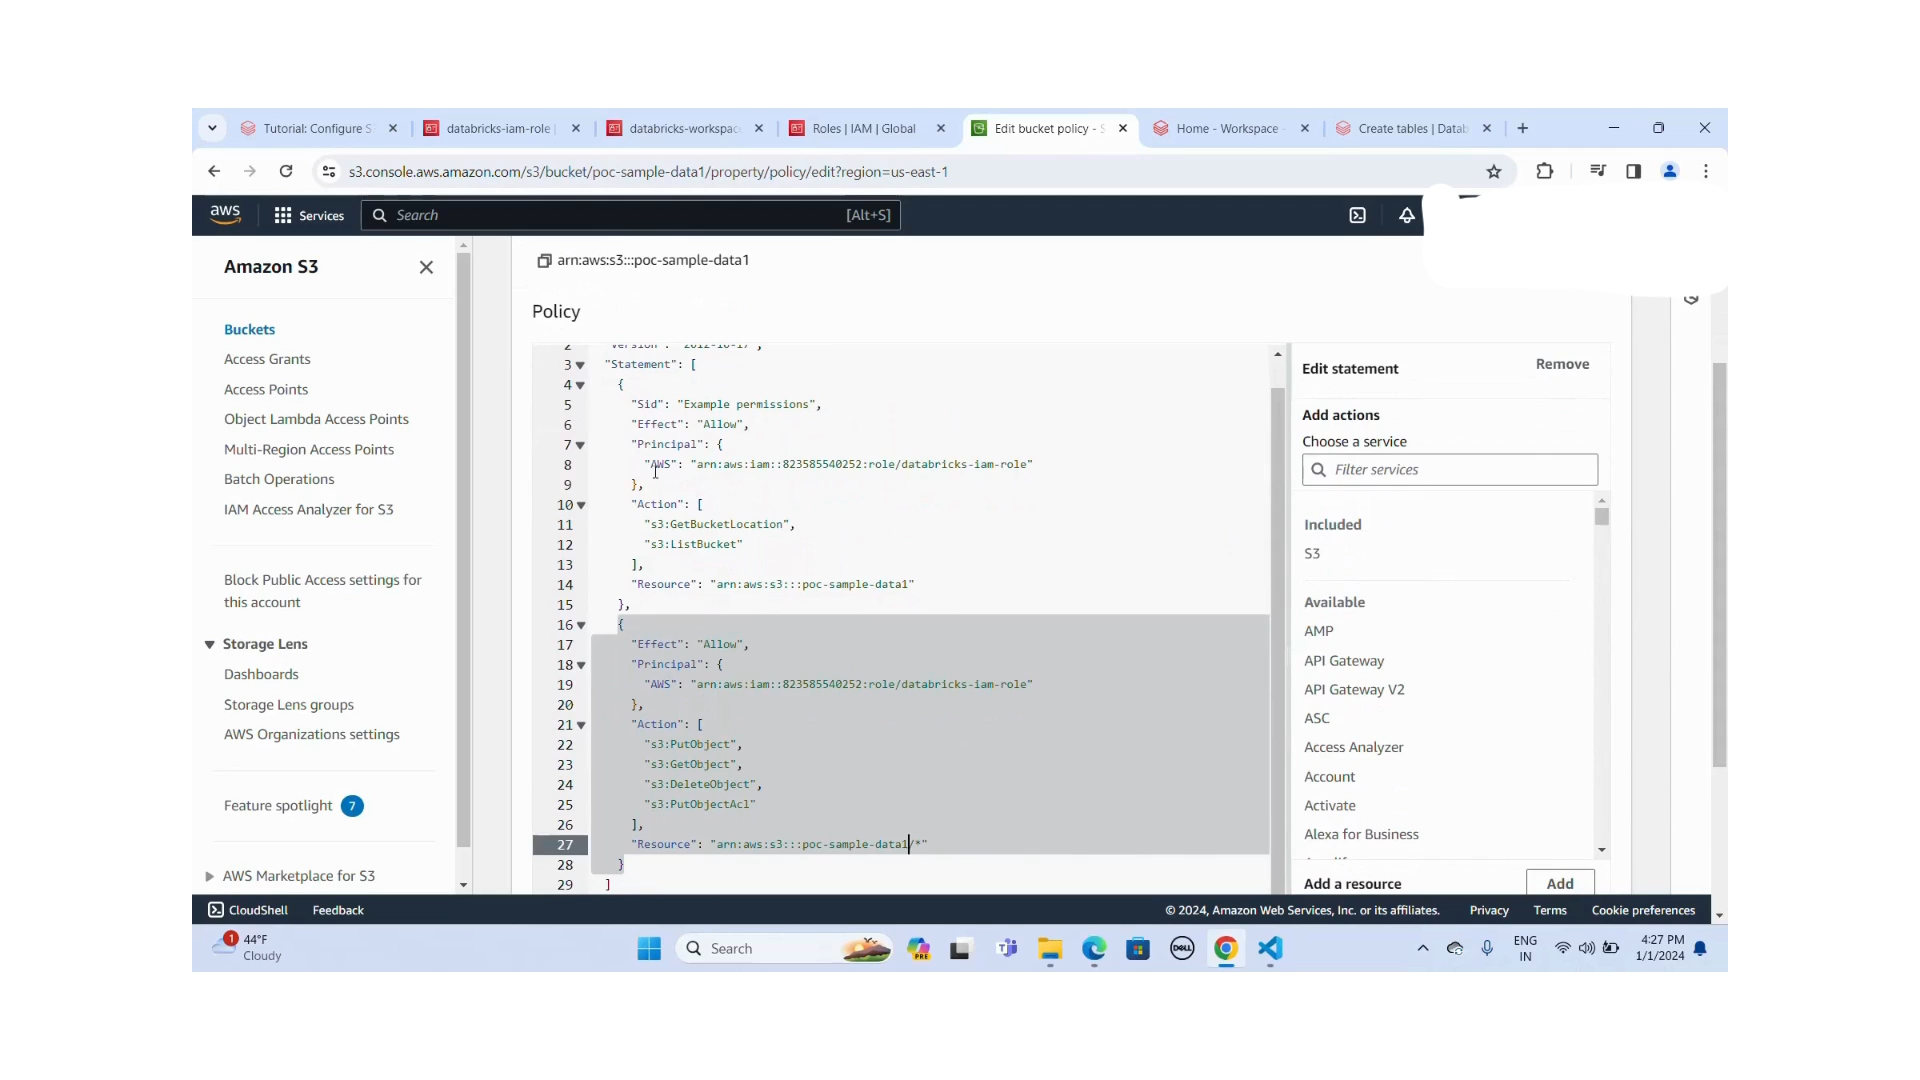 Tutorial: Configure S
databricks-iam-role
databricks-workspac
Roles | IAM | Global
Edit bucket policy - S
Home - Workspace
Create tables | Datab
s3.console.aws.amazon.com/s3/bucket/poc-sample-data1/property/policy/edit?region=us-east-1
aws
Services
Search
[Alt+S]
Amazon S3
Buckets
Access Grants
Access Points
Object Lambda Access Points
Multi-Region Access Points
Batch Operations
IAM Access Analyzer for S3
Block Public Access settings for
this account
Storage Lens
Dashboards
Storage Lens groups
AWS Organizations settings
Feature spotlight 7
AWS Marketplace for S3
arn:aws:s3:::poc-sample-data1
Policy
2 "Version": "2012-10-17",
3 "Statement": [
4 {
5 "Sid": "Example permissions",
6 "Effect": "Allow",
7 "Principal": {
8 "AWS": "arn:aws:iam::823585540252:role/databricks-iam-role"
9 },
10 "Action": [
11 "s3:GetBucketLocation",
12 "s3:ListBucket"
13 ],
14 "Resource": "arn:aws:s3:::poc-sample-data1"
15 },
16 {
17 "Effect": "Allow",
18 "Principal": {
19 "AWS": "arn:aws:iam::823585540252:role/databricks-iam-role"
20 },
21 "Action": [
22 "s3:PutObject",
23 "s3:GetObject",
24 "s3:DeleteObject",
25 "s3:PutObjectAcl"
26 ],
27 "Resource": "arn:aws:s3:::poc-sample-data1/*"
28 }
29 ]
Edit statement
Remove
Add actions
Choose a service
Filter services
Included
S3
Available
AMP
API Gateway
API Gateway V2
ASC
Access Analyzer
Account
Activate
Alexa for Business
Add a resource
Add
CloudShell
Feedback
© 2024, Amazon Web Services, Inc. or its affiliates.
Privacy
Terms
Cookie preferences
1
44°F
Cloudy
Search
PRE
DELL
ENG
IN
4:27 PM
1/1/2024